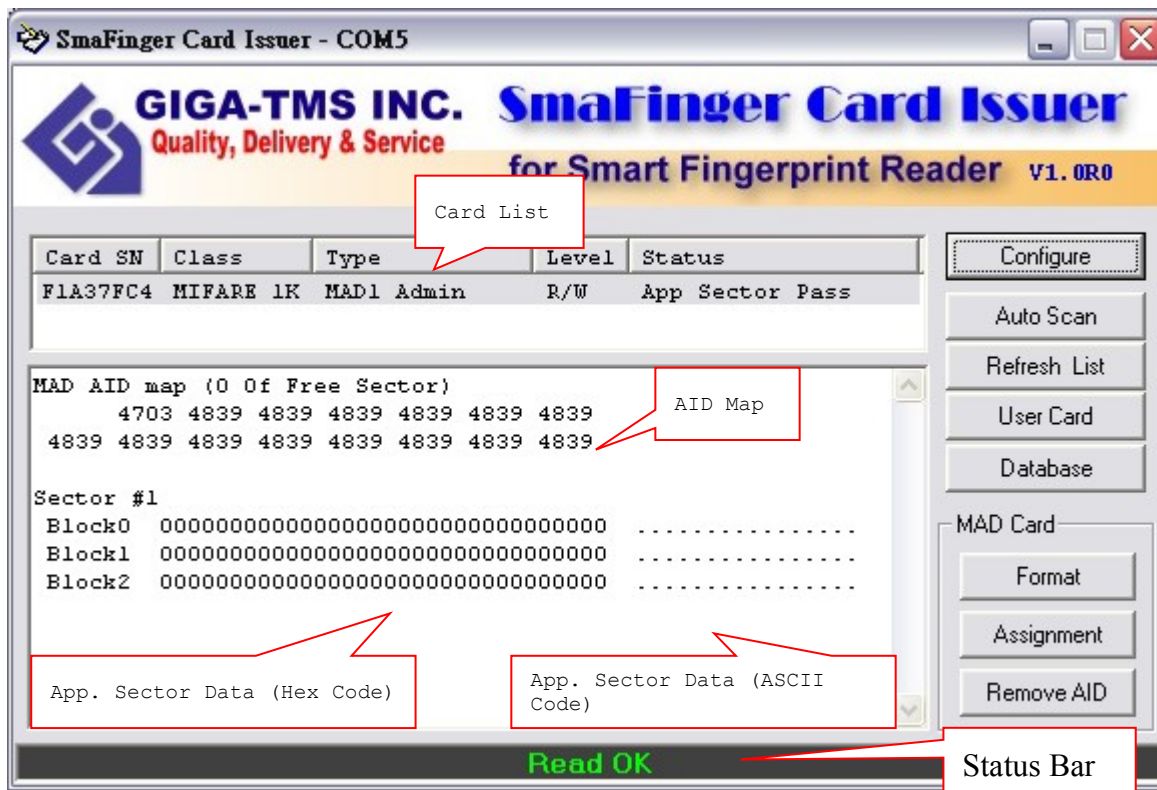 SmaFinger Card Issuer - COM5
GIGA-TMS INC.
Quality, Delivery & Service
SmaFinger Card Issuer
for Smart Fingerprint Reader V1.0R0
Card List
Card SN Class Type Level Status
F1A37FC4 MIFARE 1K MAD1 Admin R/W App Sector Pass
MAD AID map (0 Of Free Sector)
4703 4839 4839 4839 4839 4839 4839
4839 4839 4839 4839 4839 4839 4839 4839
AID Map
Sector #1
Block0 00000000000000000000000000000000 ................
Block1 00000000000000000000000000000000 ................
Block2 00000000000000000000000000000000 ................
App. Sector Data (Hex Code)
App. Sector Data (ASCII
Code)
Configure
Auto Scan
Refresh List
User Card
Database
MAD Card
Format
Assignment
Remove AID
Read OK
Status Bar